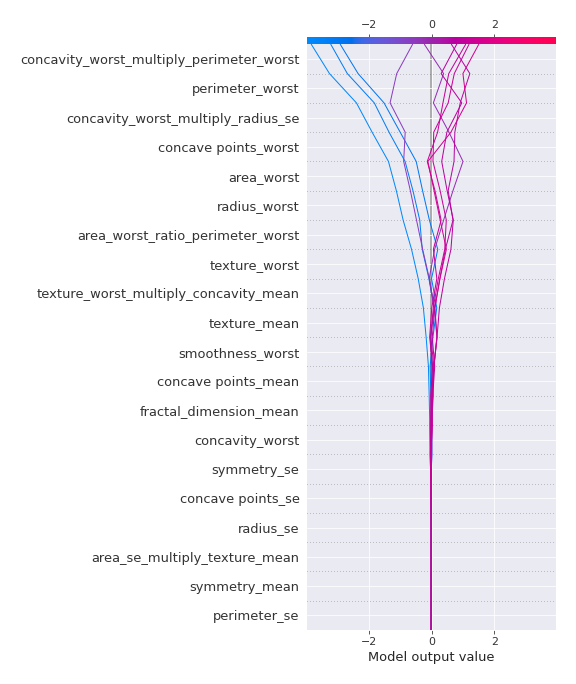 −2 0 2
concavity_worst_multiply_perimeter_worst
perimeter_worst
concavity_worst_multiply_radius_se
concave points_worst
area_worst
radius_worst
area_worst_ratio_perimeter_worst
texture_worst
texture_worst_multiply_concavity_mean
texture_mean
smoothness_worst
concave points_mean
fractal_dimension_mean
concavity_worst
symmetry_se
concave points_se
radius_se
area_se_multiply_texture_mean
symmetry_mean
perimeter_se
−2 0 2
Model output value